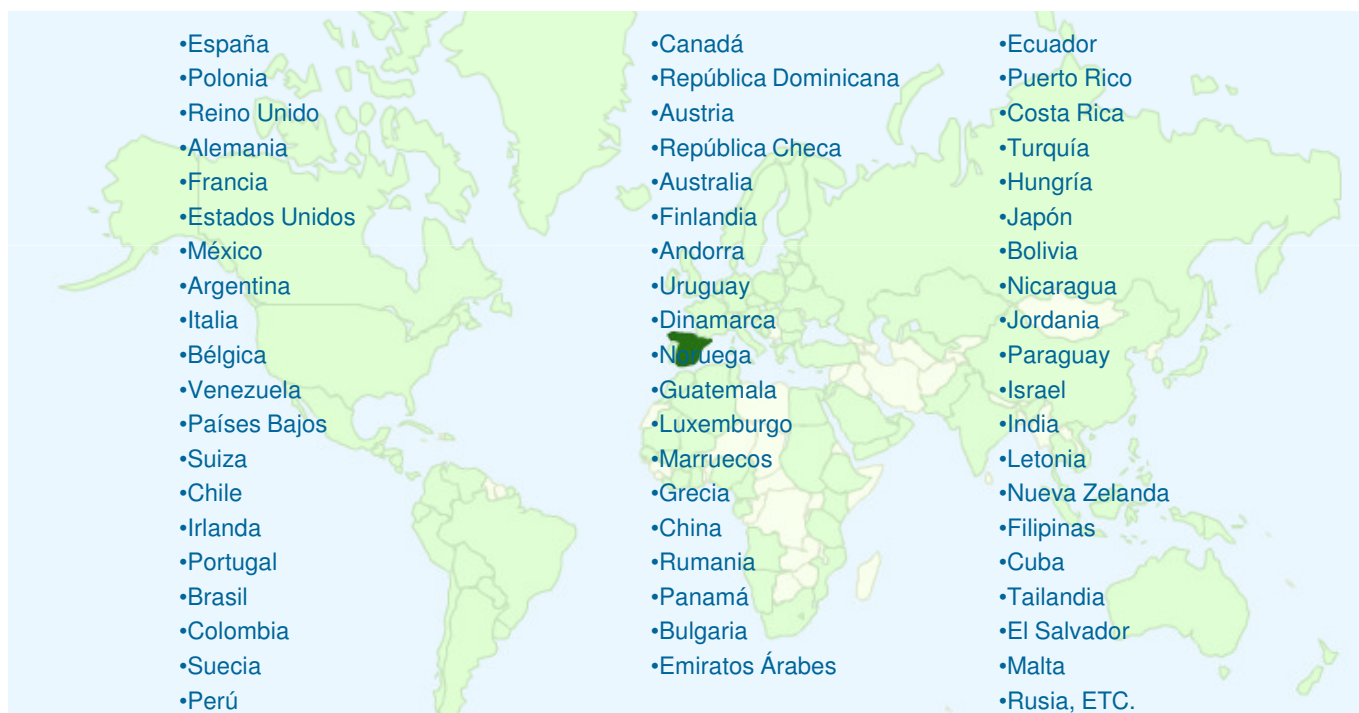 •España
•Polonia
•Reino Unido
•Alemania
•Francia
•Estados Unidos
•México
•Argentina
•Italia
•Bélgica
•Venezuela
•Países Bajos
•Suiza
•Chile
•Irlanda
•Portugal
•Brasil
•Colombia
•Suecia
•Perú
•Canadá
•República Dominicana
•Austria
•República Checa
•Australia
•Finlandia
•Andorra
•Uruguay
•Dinamarca
•Noruega
•Guatemala
•Luxemburgo
•Marruecos
•Grecia
•China
•Rumania
•Panamá
•Bulgaria
•Emiratos Árabes
•Ecuador
•Puerto Rico
•Costa Rica
•Turquía
•Hungría
•Japón
•Bolivia
•Nicaragua
•Jordania
•Paraguay
•Israel
•India
•Letonia
•Nueva Zelanda
•Filipinas
•Cuba
•Tailandia
•El Salvador
•Malta
•Rusia, ETC.